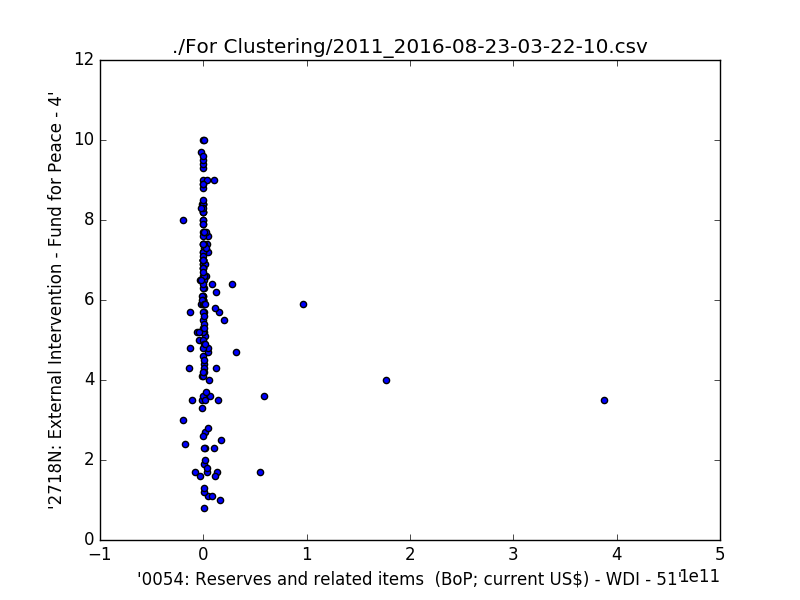 ./For Clustering/2011_2016-08-23-03-22-10.csv
12
10
8
6
4
2
0
'2718N: External Intervention - Fund for Peace - 4'
−1 0 1 2 3 4 5
1e11
'0054: Reserves and related items  (BoP; current US$) - WDI - 51'